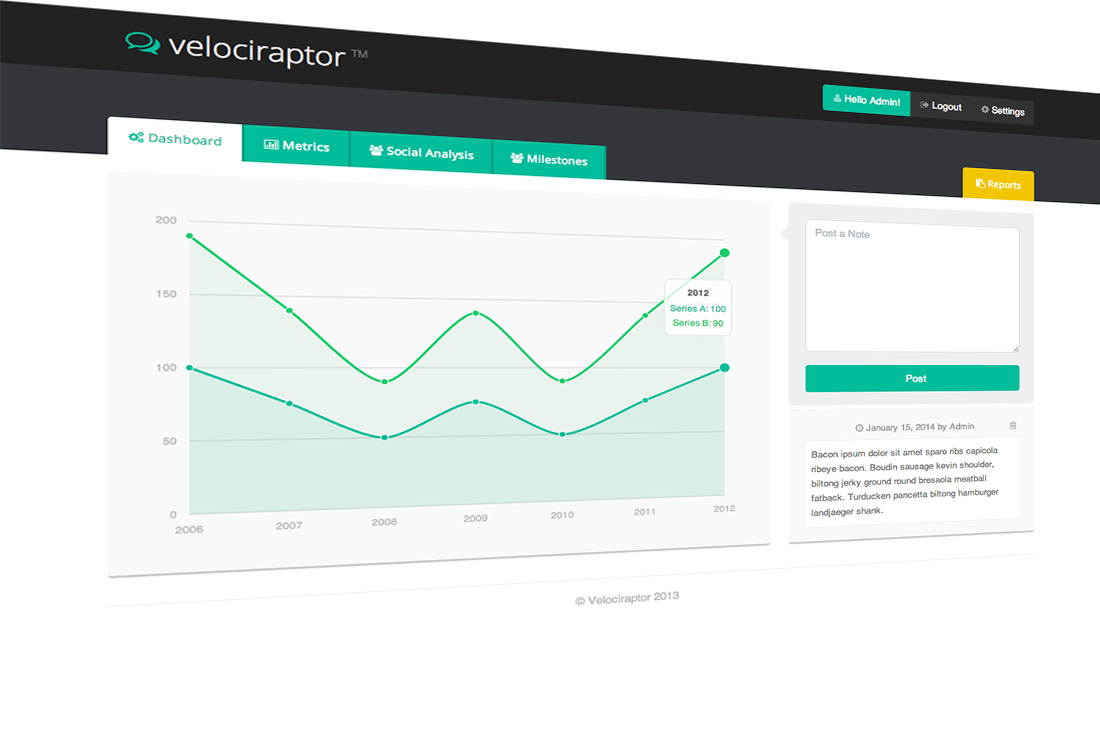 velociraptor™
Hello Admin!
Logout
Settings
Dashboard
Metrics
Social Analysis
Milestones
Reports
200
150
100
50
0
2006
2007
2008
2009
2010
2011
2012
2012
Series A: 100
Series B: 90
Post a Note
Post
January 15, 2014 by Admin
Bacon ipsum dolor sit amet spare ribs capicola
ribeye bacon. Boudin sausage kevin shoulder,
biltong jerky ground round bresaola meatball
fatback. Turducken pancetta biltong hamburger
landjaeger shank.
© Velociraptor 2013